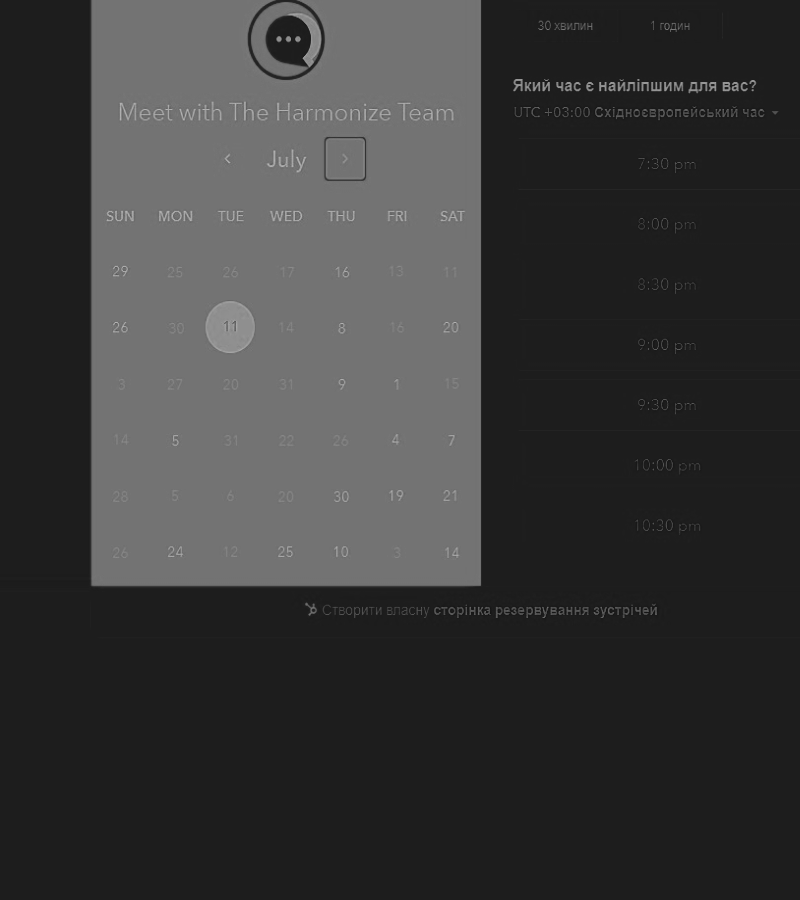 Meet with The Harmonize Team
July
SUN MON TUE WED THU FRI SAT
29 25 26 17 16 13 11
26 30 11 14 8 16 20
3 27 20 31 9 1 15
14 5 31 22 26 4 7
28 5 6 20 30 19 21
26 24 12 25 10 3 14
30 хвилин 1 годин
Який час є найліпшим для вас?
UTC +03:00 Східноєвропейський час
7:30 pm
8:00 pm
8:30 pm
9:00 pm
9:30 pm
10:00 pm
10:30 pm
Створити власну сторінка резервування зустрічей